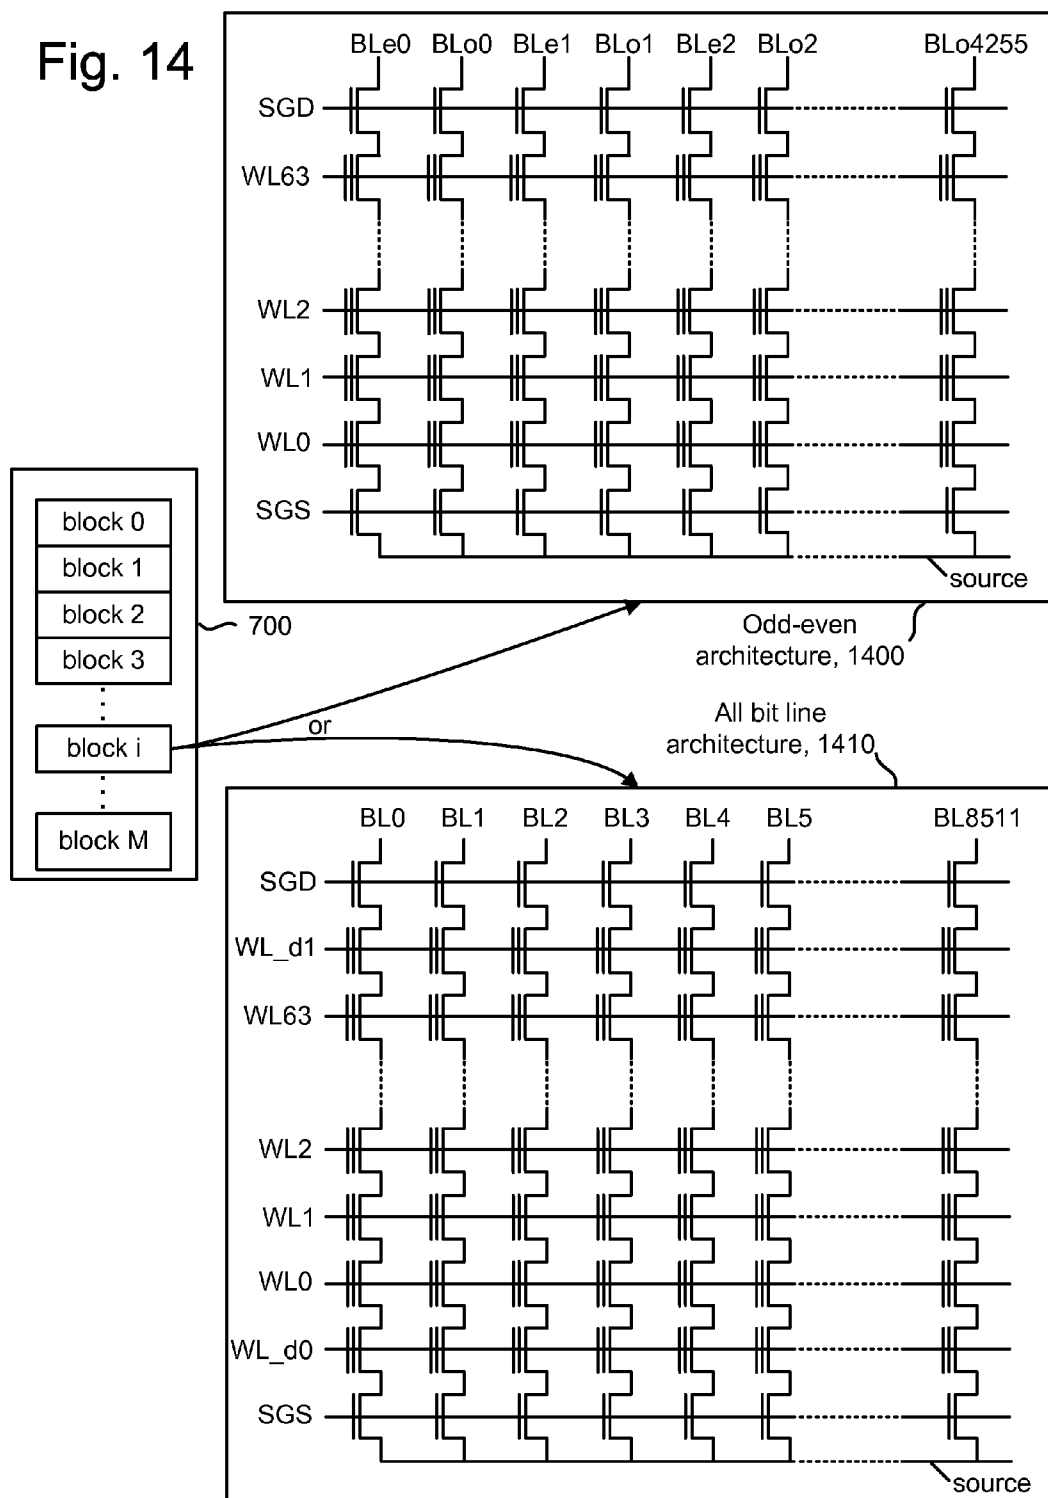 Fig. 14
BLe0 BLo0 BLe1 BLo1 BLe2 BLo2 BLo4255
SGD
WL63
WL2
WL1
WL0
SGS
source
block 0
block 1
block 2
block 3
block i
block M
700
or
Odd-even
architecture, 1400
All bit line
architecture, 1410
BL0 BL1 BL2 BL3 BL4 BL5 BL8511
SGD
WL_d1
WL63
WL2
WL1
WL0
WL_d0
SGS
source